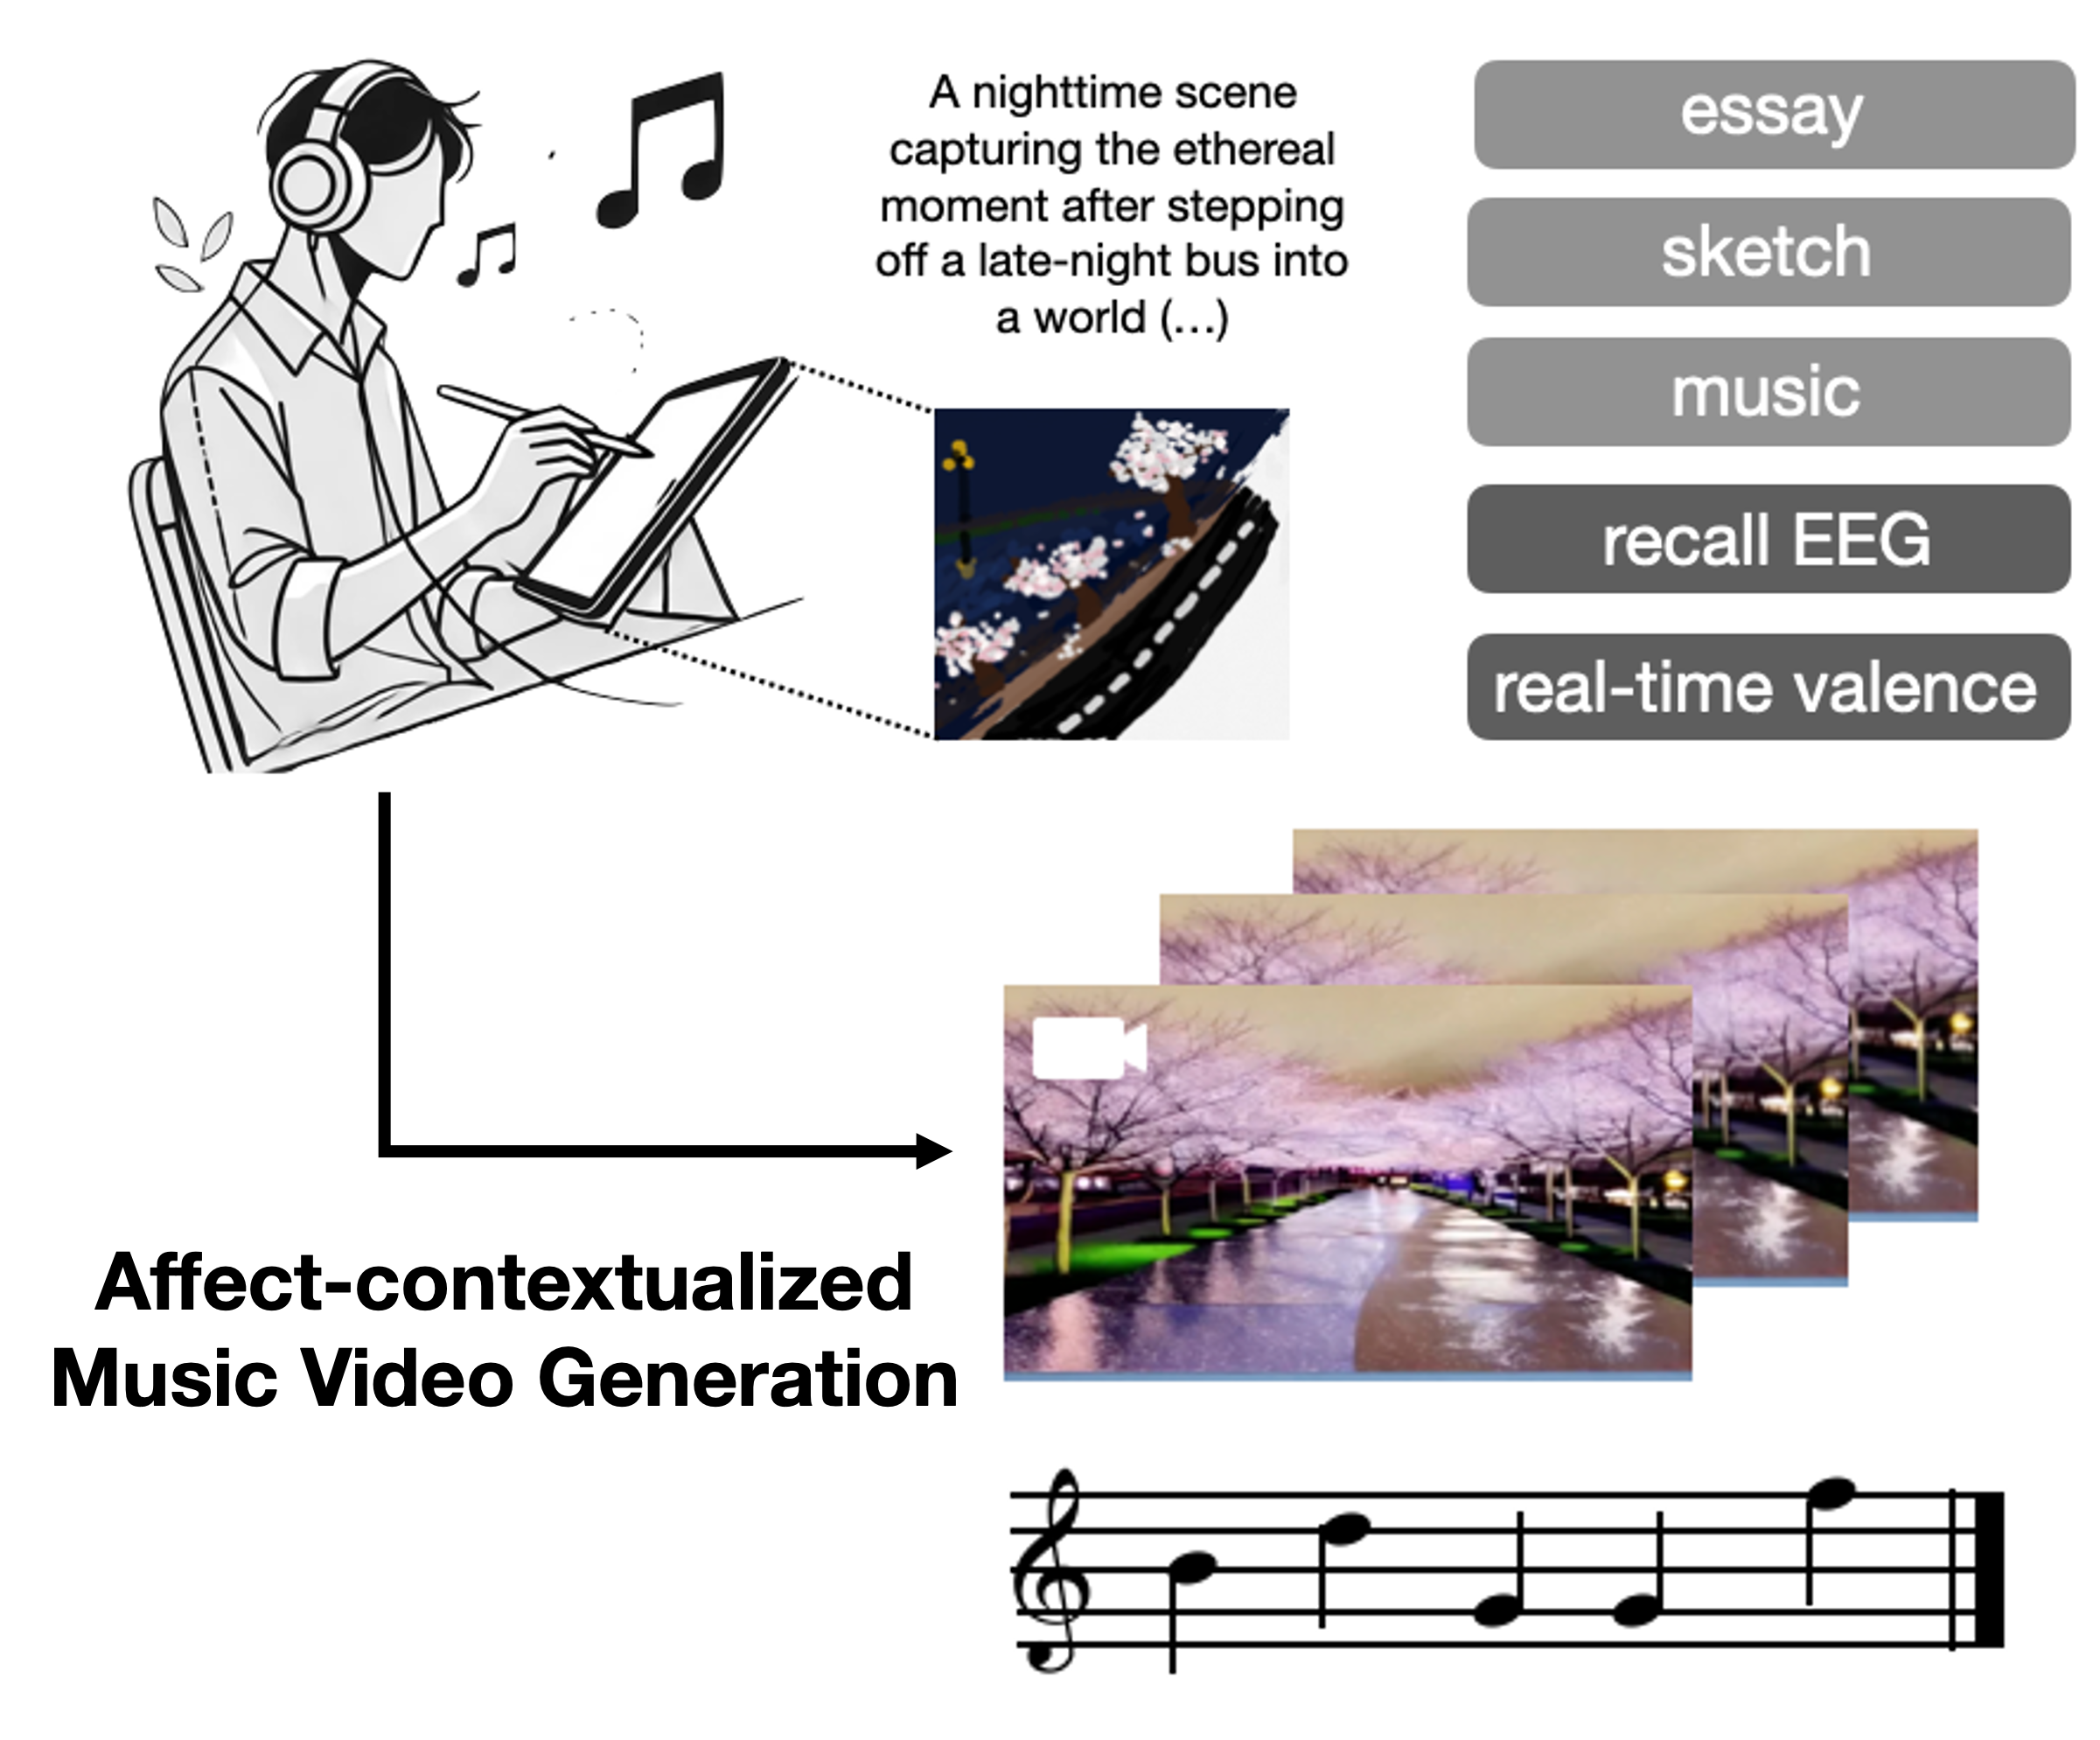 A nighttime scene
capturing the ethereal
moment after stepping
off a late-night bus into
a world (…)
essay
sketch
music
recall EEG
real-time valence
Affect-contextualized
Music Video Generation